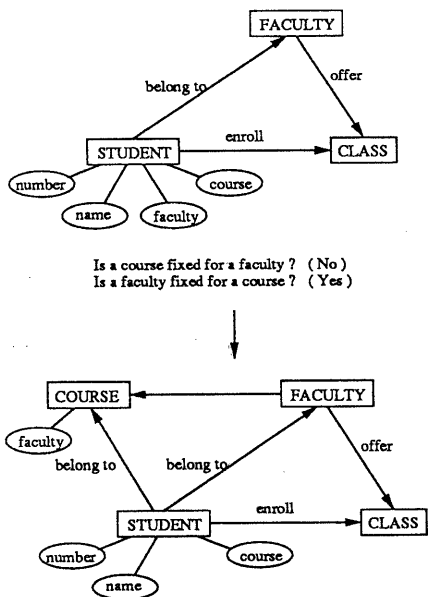 FACULTY
belong to
offer
enroll
STUDENT
CLASS
number
course
name
faculty
Is a course fixed for a faculty ? ( No )
Is a faculty fixed for a course ? ( Yes )
COURSE
FACULTY
faculty
belong to
belong to
offer
enroll
STUDENT
CLASS
number
course
name